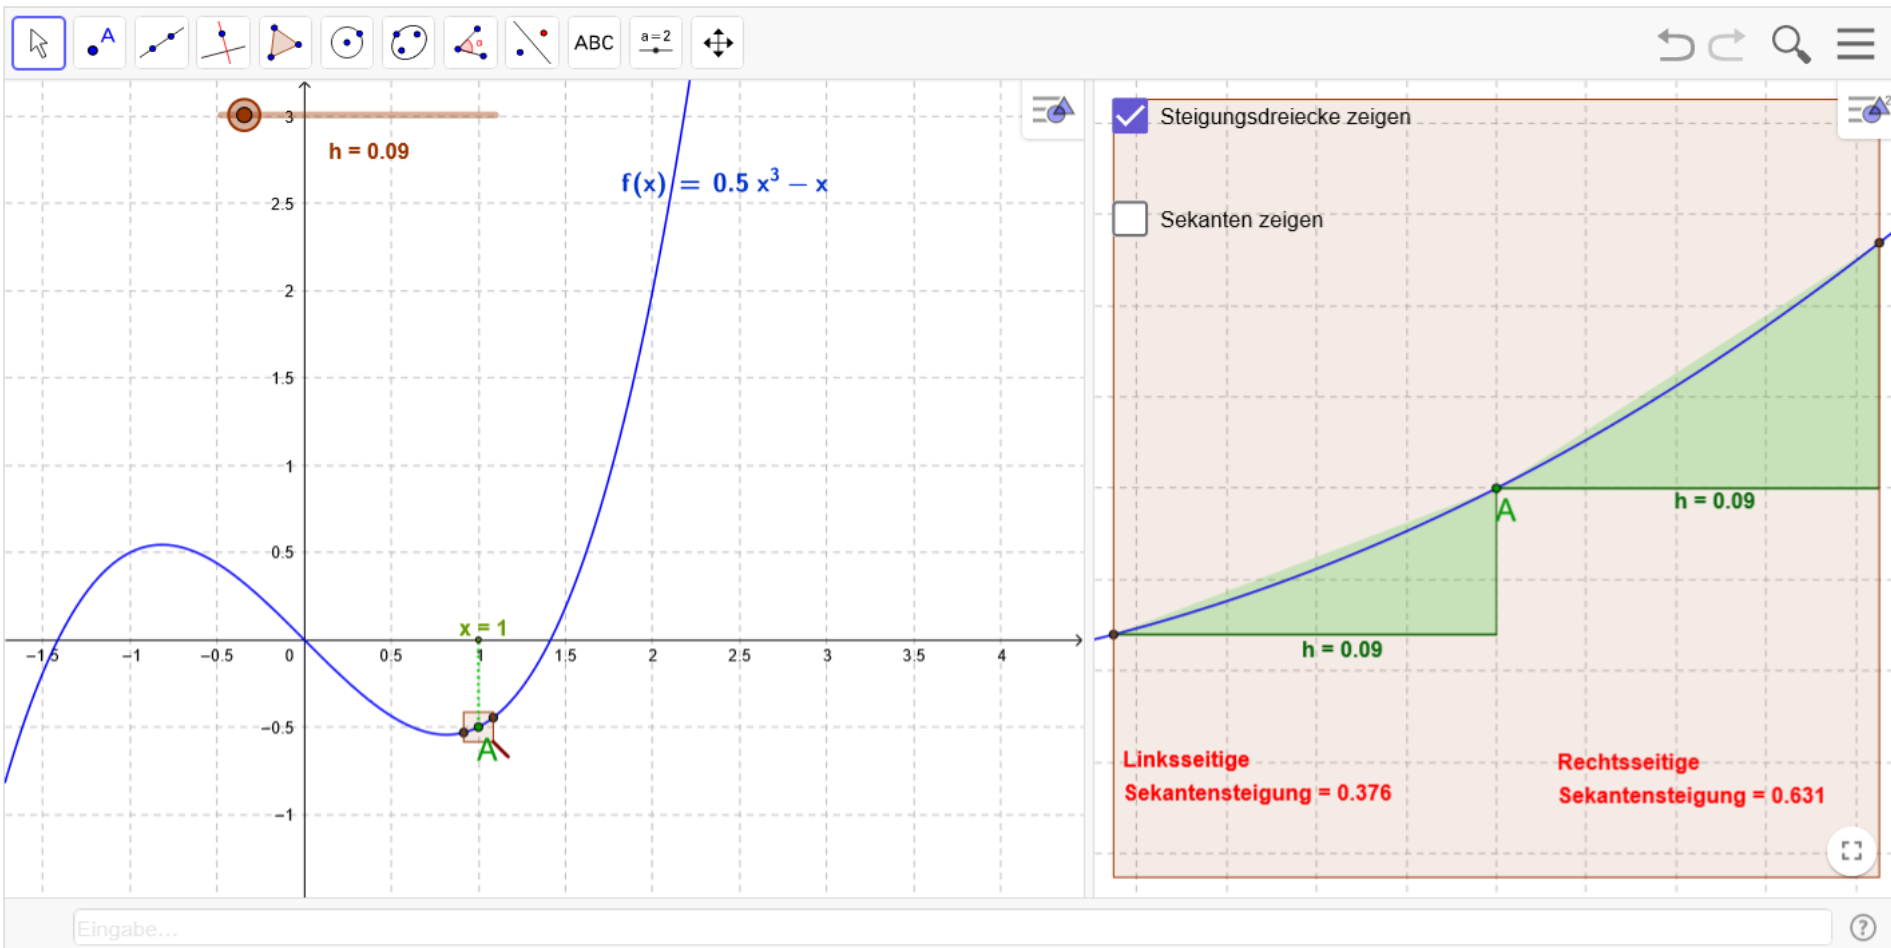 A
α
ABC
a=2
3
h = 0.09
f(x) = 0.5 x³ − x
2.5
2
1.5
1
0.5
x = 1
−1.5
−1
−0.5
0
0.5
1
1.5
2
2.5
3
3.5
4
−0.5
A
−1
Steigungsdreiecke zeigen
Sekanten zeigen
A
h = 0.09
h = 0.09
Linksseitige
Sekantensteigung = 0.376
Rechtsseitige
Sekantensteigung = 0.631
Eingabe...
?